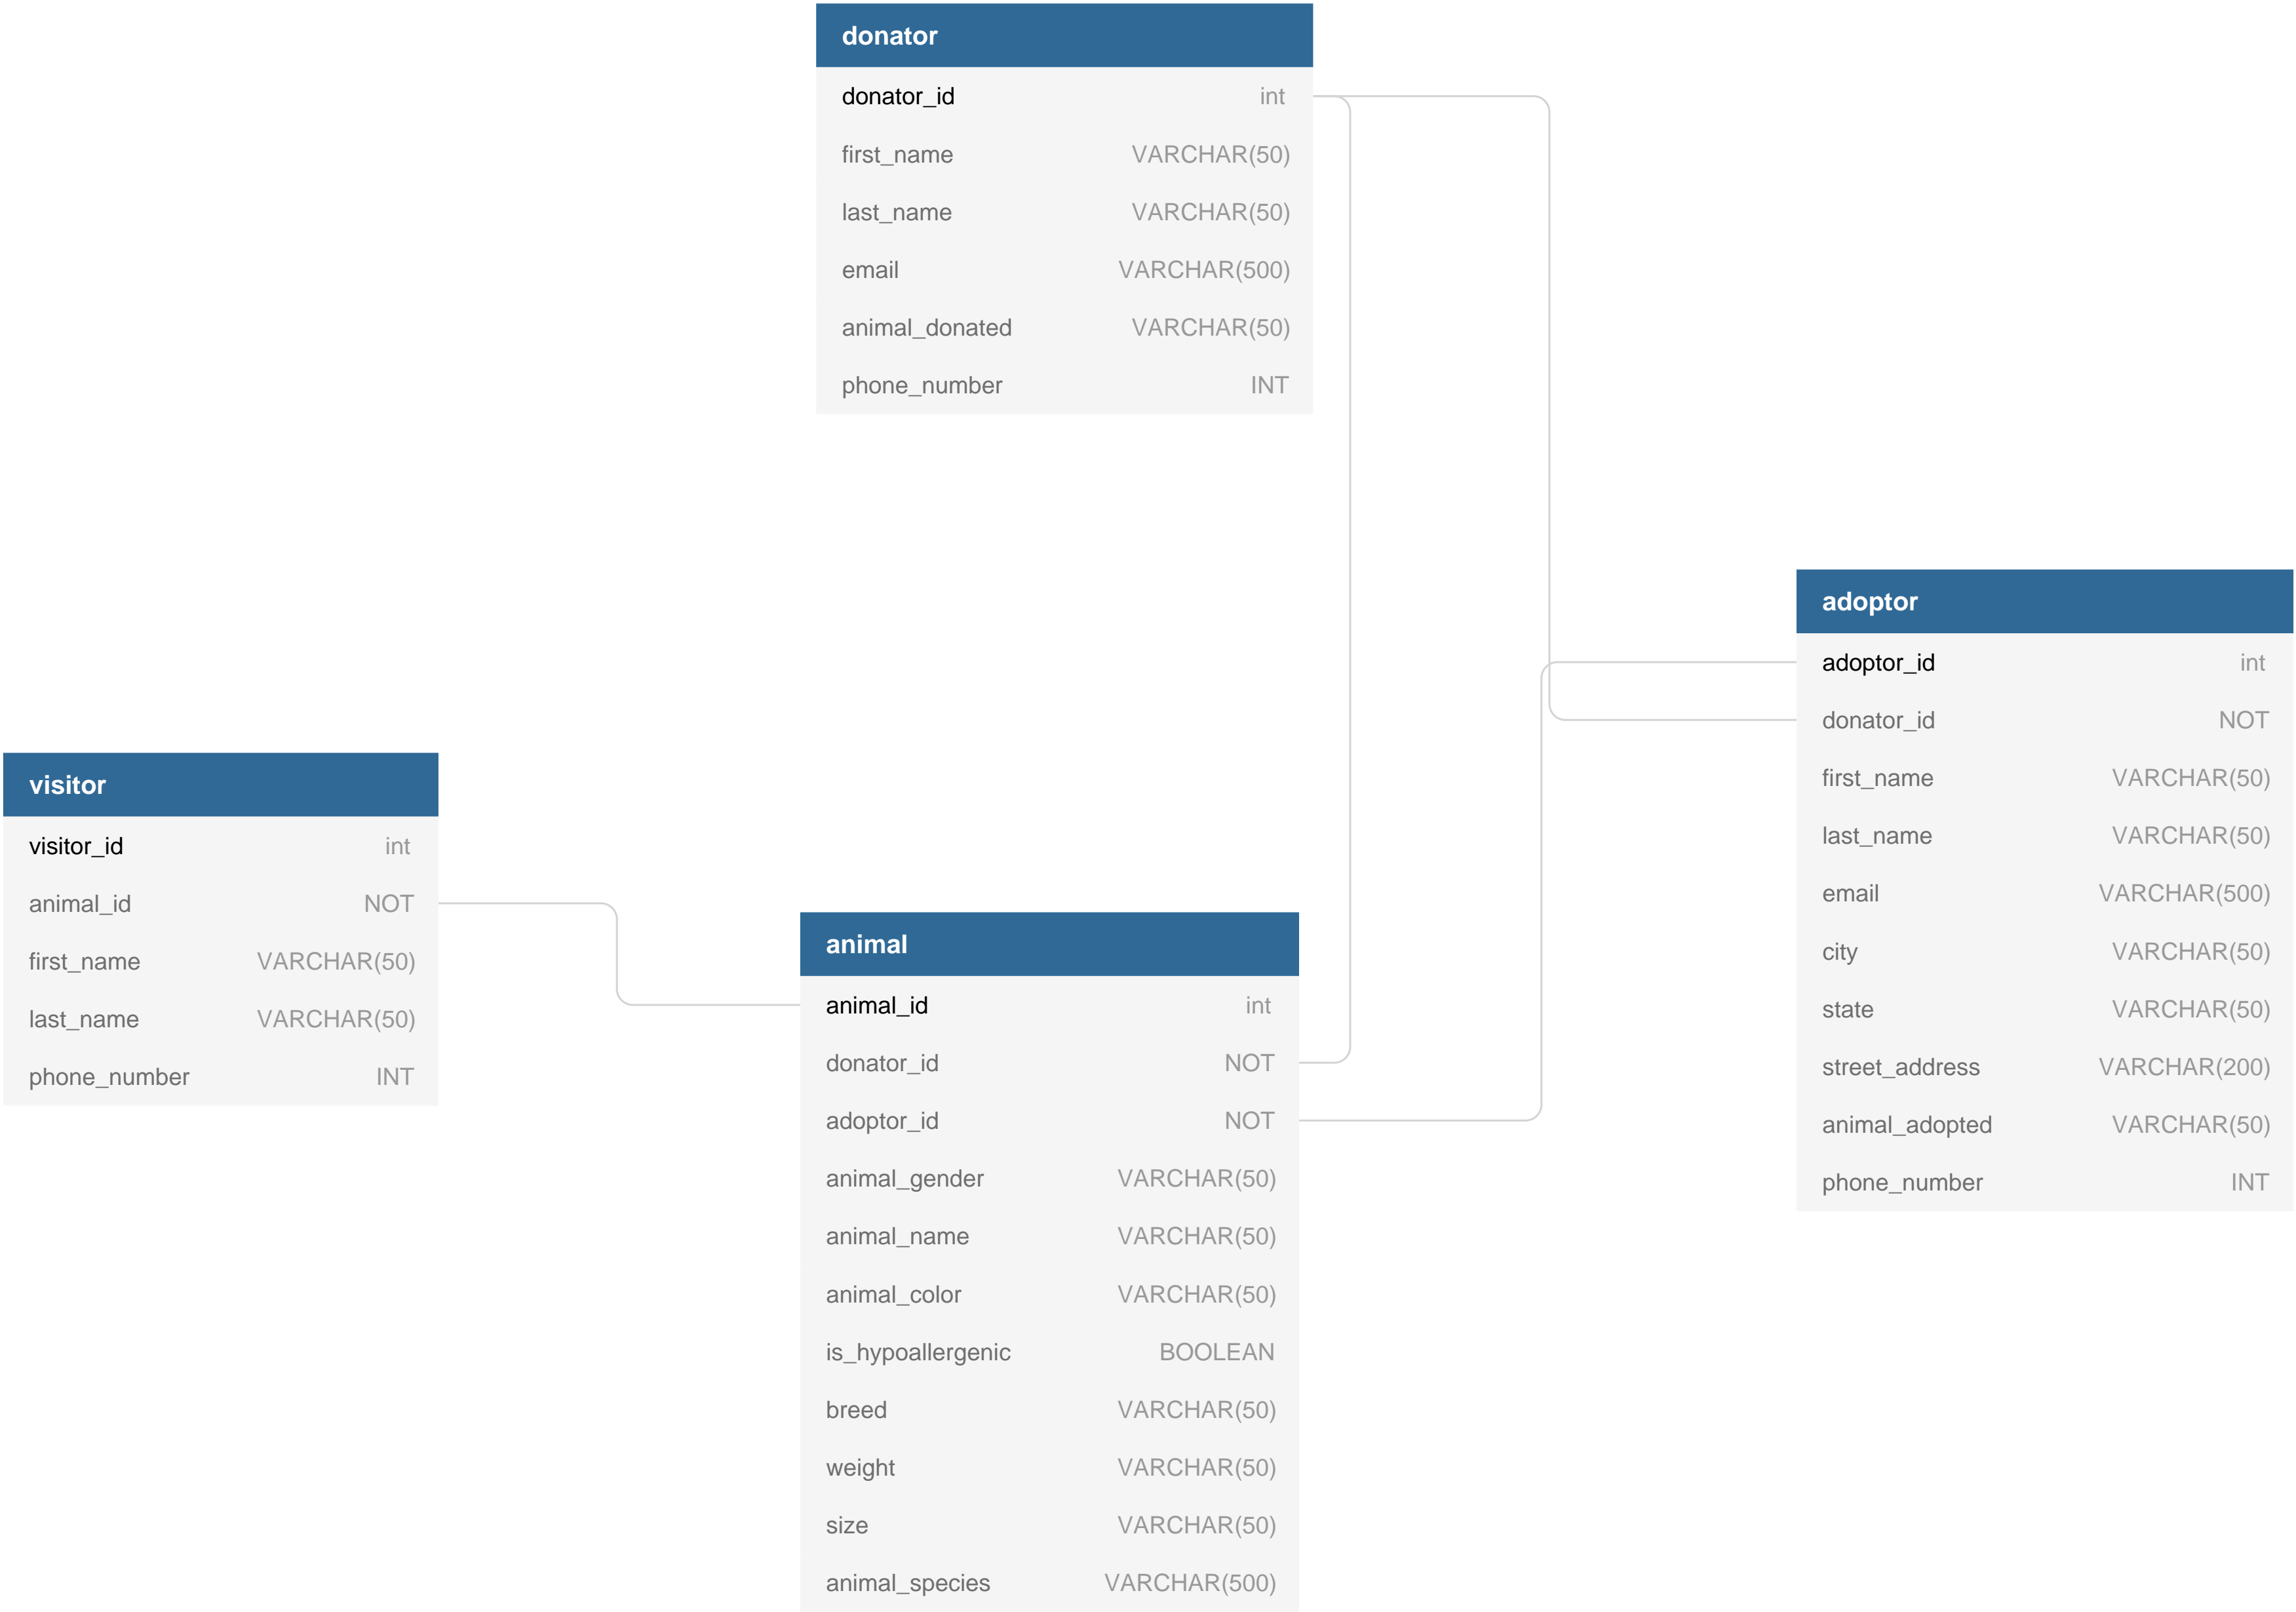 donator
donator_id int
first_name VARCHAR(50)
last_name VARCHAR(50)
email VARCHAR(500)
animal_donated VARCHAR(50)
phone_number INT
adoptor
adoptor_id int
donator_id NOT
first_name VARCHAR(50)
last_name VARCHAR(50)
email VARCHAR(500)
city VARCHAR(50)
state VARCHAR(50)
street_address VARCHAR(200)
animal_adopted VARCHAR(50)
phone_number INT
visitor
visitor_id int
animal_id NOT
first_name VARCHAR(50)
last_name VARCHAR(50)
phone_number INT
animal
animal_id int
donator_id NOT
adoptor_id NOT
animal_gender VARCHAR(50)
animal_name VARCHAR(50)
animal_color VARCHAR(50)
is_hypoallergenic BOOLEAN
breed VARCHAR(50)
weight VARCHAR(50)
size VARCHAR(50)
animal_species VARCHAR(500)